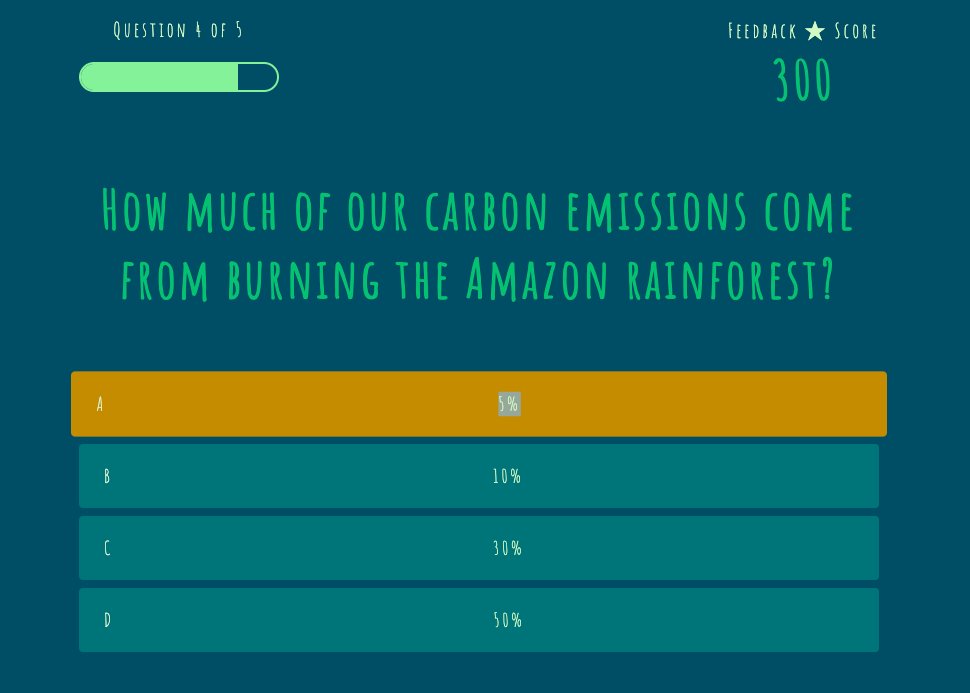 Question 4 of 5
Feedback ★ Score
300
How much of our carbon emissions come
from burning the Amazon rainforest?
A 5%
B 10%
C 30%
D 50%